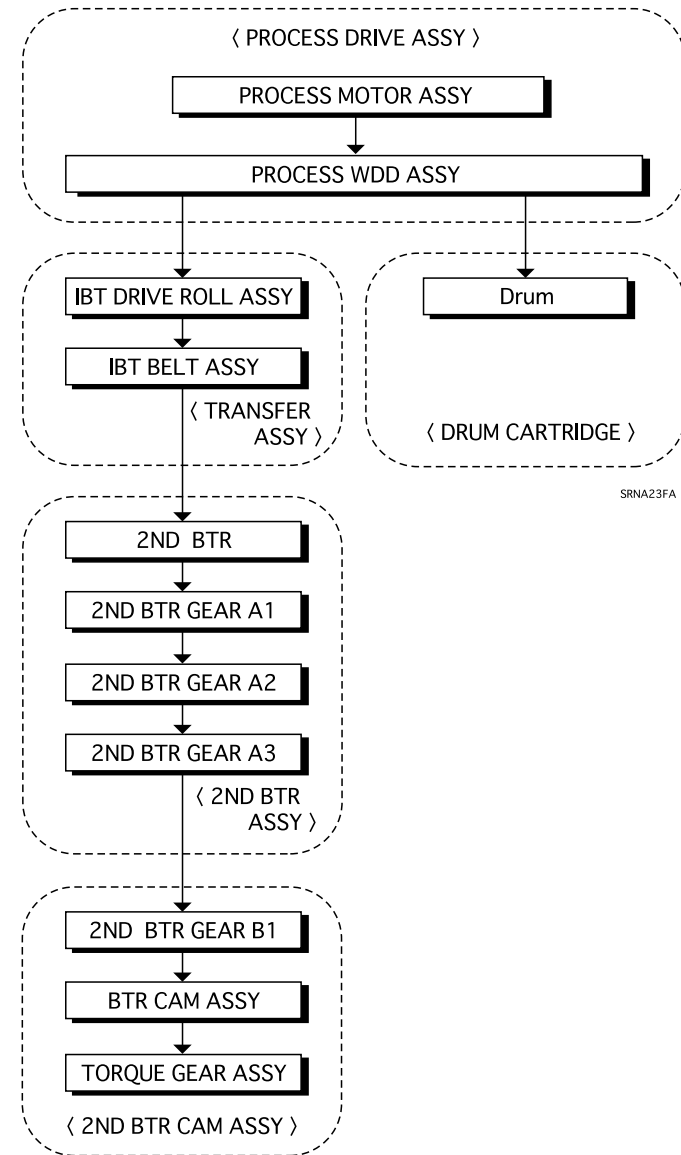 〈 PROCESS DRIVE ASSY 〉
PROCESS MOTOR ASSY
PROCESS WDD ASSY
IBT DRIVE ROLL ASSY
IBT BELT ASSY
〈 TRANSFER
ASSY 〉
Drum
〈 DRUM CARTRIDGE 〉
SRNA23FA
2ND BTR
2ND BTR GEAR A1
2ND BTR GEAR A2
2ND BTR GEAR A3
〈 2ND BTR
ASSY 〉
2ND BTR GEAR B1
BTR CAM ASSY
TORQUE GEAR ASSY
〈 2ND BTR CAM ASSY 〉